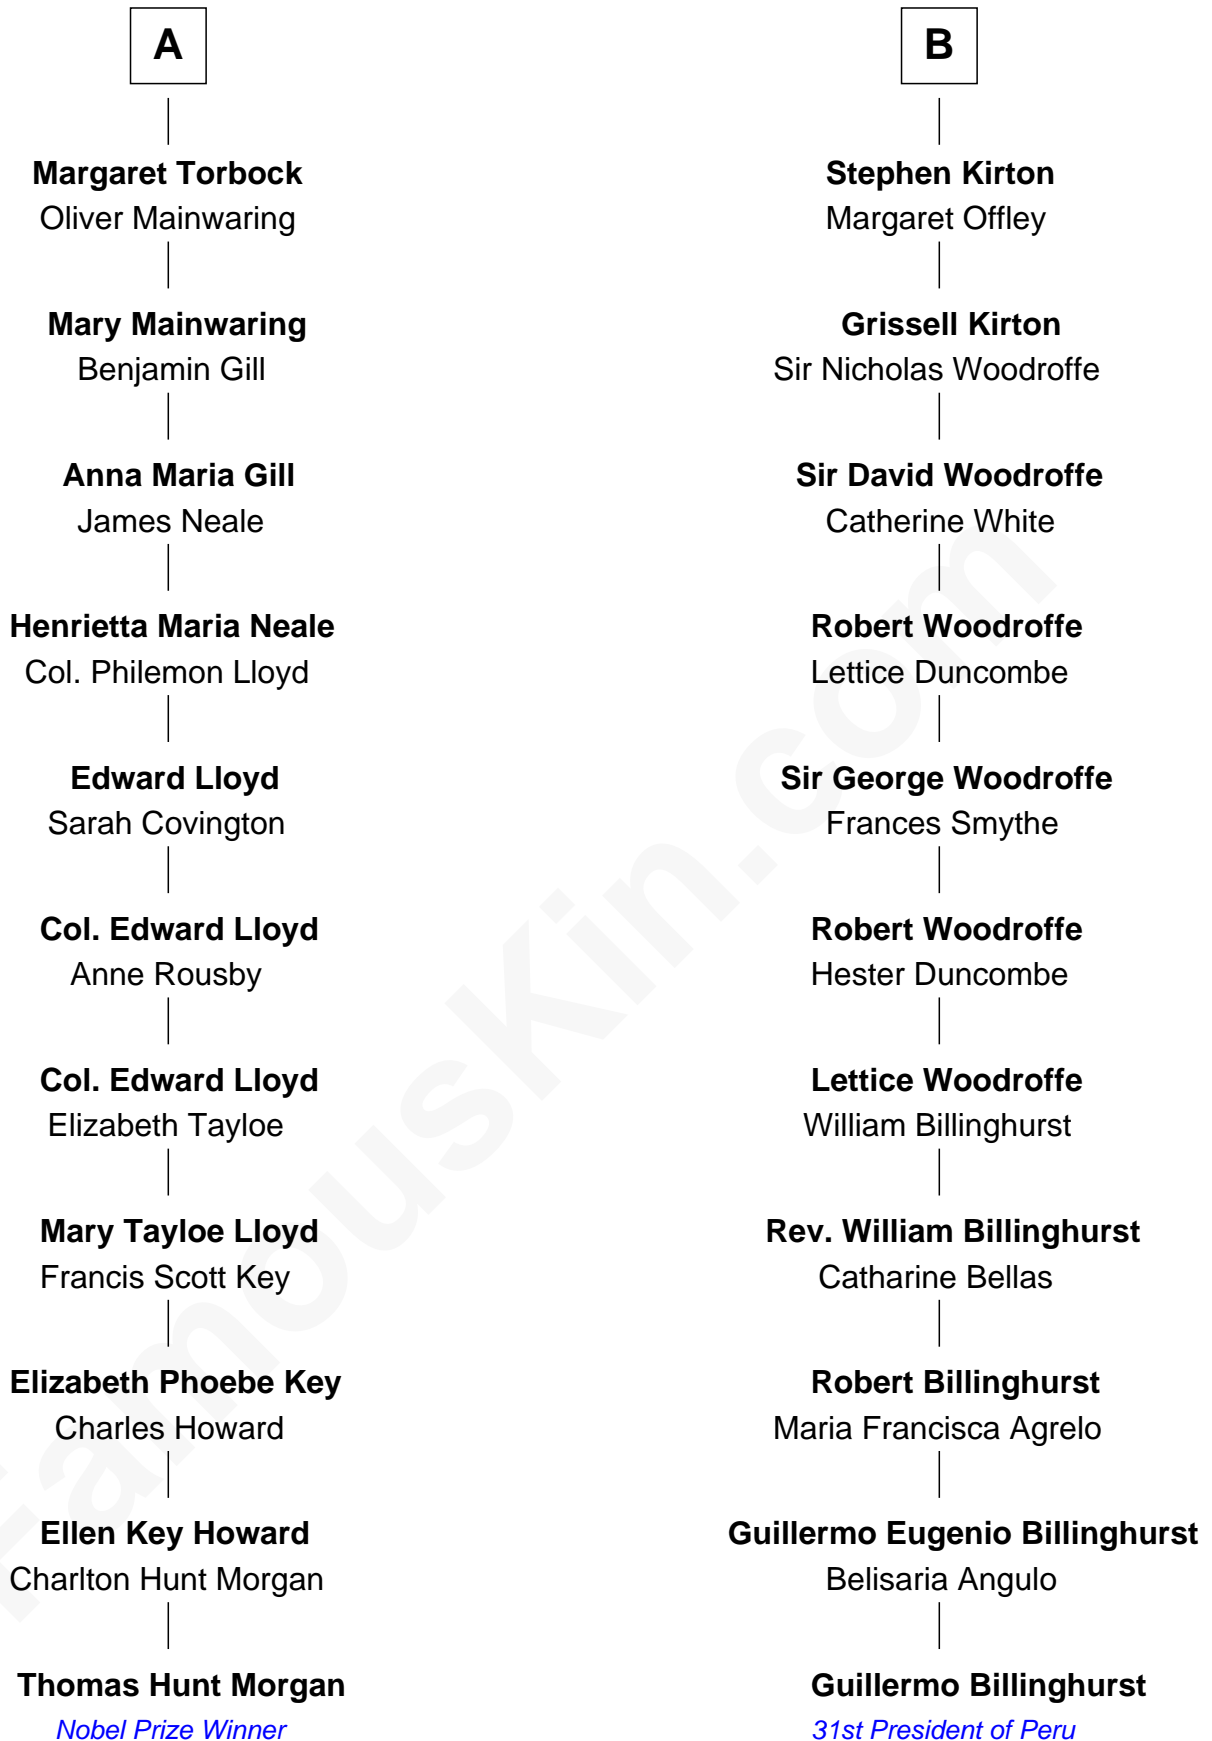 A
Margaret Torbock
Oliver Mainwaring
Mary Mainwaring
Benjamin Gill
Anna Maria Gill
James Neale
Henrietta Maria Neale
Col. Philemon Lloyd
Edward Lloyd
Sarah Covington
Col. Edward Lloyd
Anne Rousby
Col. Edward Lloyd
Elizabeth Tayloe
Mary Tayloe Lloyd
Francis Scott Key
Elizabeth Phoebe Key
Charles Howard
Ellen Key Howard
Charlton Hunt Morgan
Thomas Hunt Morgan
Nobel Prize Winner
B
Stephen Kirton
Margaret Offley
Grissell Kirton
Sir Nicholas Woodroffe
Sir David Woodroffe
Catherine White
Robert Woodroffe
Lettice Duncombe
Sir George Woodroffe
Frances Smythe
Robert Woodroffe
Hester Duncombe
Lettice Woodroffe
William Billinghurst
Rev. William Billinghurst
Catharine Bellas
Robert Billinghurst
Maria Francisca Agrelo
Guillermo Eugenio Billinghurst
Belisaria Angulo
Guillermo Billinghurst
31st President of Peru
FamousKin.com